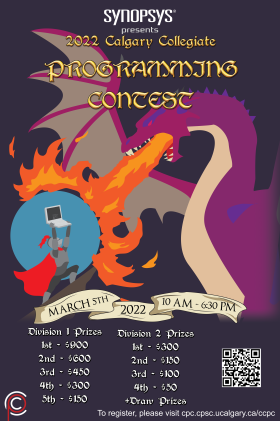 SYNOPSYS®
presents
2022 Calgary Collegiate
PROGRAMMING
CONTEST
MARCH 5TH
2022
10 AM - 6:30 PM
Division 1 Prizes
1st - $900
2nd - $600
3rd - $450
4th - $300
5th - $150
Division 2 Prizes
1st - $300
2nd - $150
3rd - $100
4th - $50
+Draw Prizes
To register, please visit cpc.cpsc.ucalgary.ca/ccpc